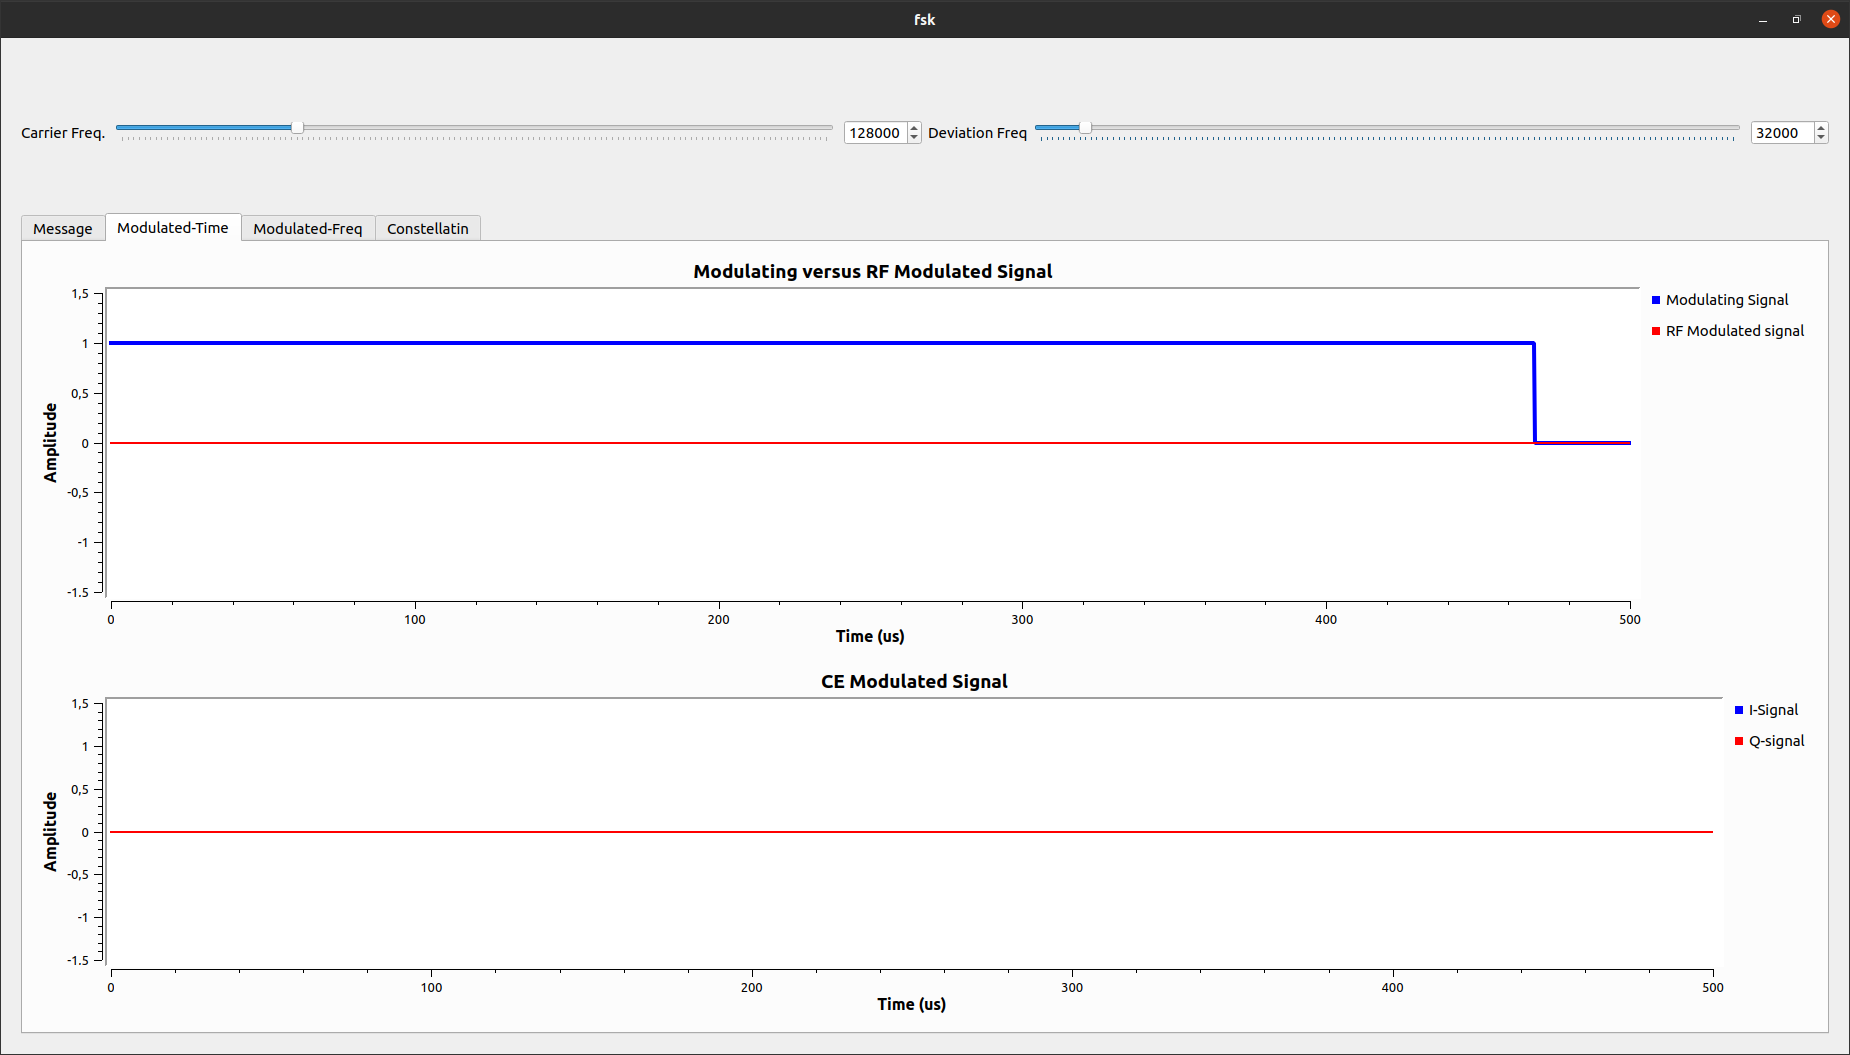 fsk
Carrier Freq. 128000 Deviation Freq 32000
Message Modulated-Time Modulated-Freq Constellatin
Modulating versus RF Modulated Signal
1,5
1
0,5
0
-0,5
-1
-1.5
Amplitude
0 100 200 300 400 500
Time (us)
Modulating Signal
RF Modulated signal
CE Modulated Signal
1,5
1
0,5
0
-0,5
-1
-1.5
Amplitude
0 100 200 300 400 500
Time (us)
I-Signal
Q-signal